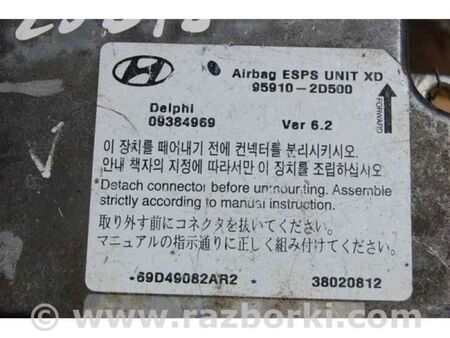 Airbag ESPS UNIT XD
95910-2D500
Delphi
09384969
Ver 6.2
FORWARD
이 장치를 떼어내기 전에 컨넥터를 분리시키시오.
안내 책자의 지정에 따라서만 이 장치를 조립하십시오.
Detach connector before unmounting. Assemble
strictly according to manual instruction.
取り外す前にコネクタを抜いてください。
マニュアルの指示通りに正しく組み付けてください。
*69D49082AR2*
38020812
www.razborki.com